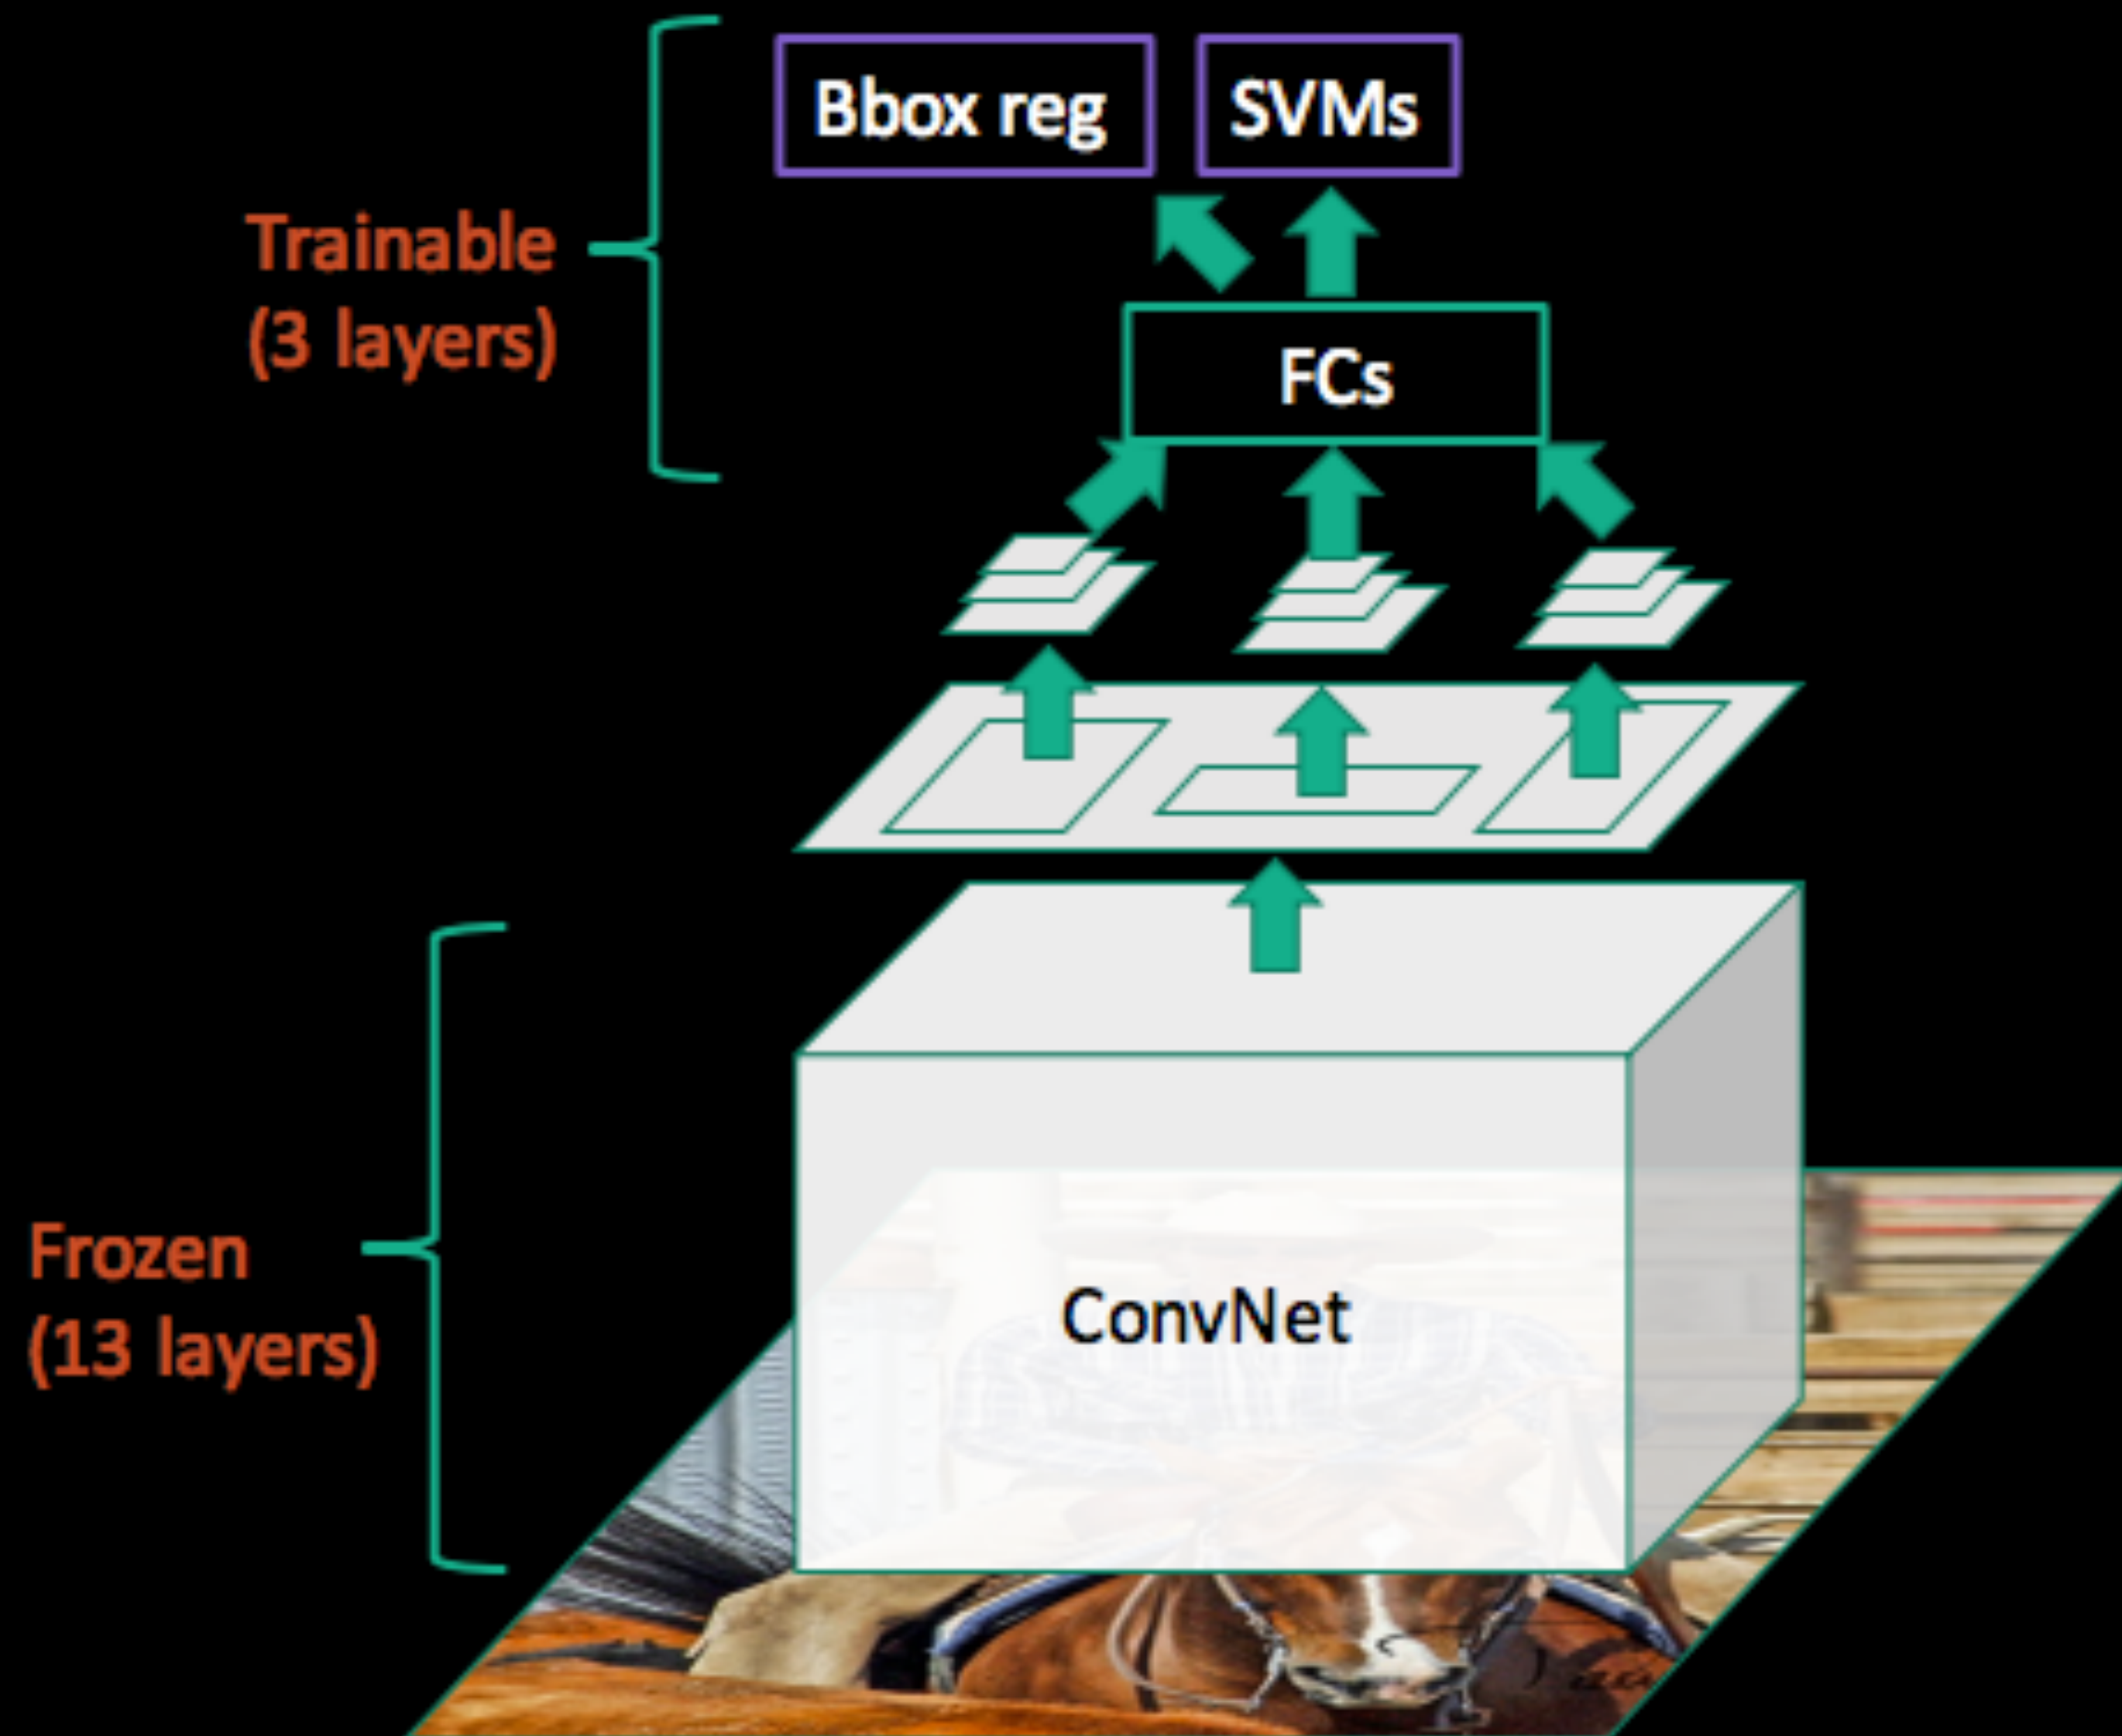 Bbox reg
SVMs
Trainable
(3 layers)
FCs
Frozen
(13 layers)
ConvNet